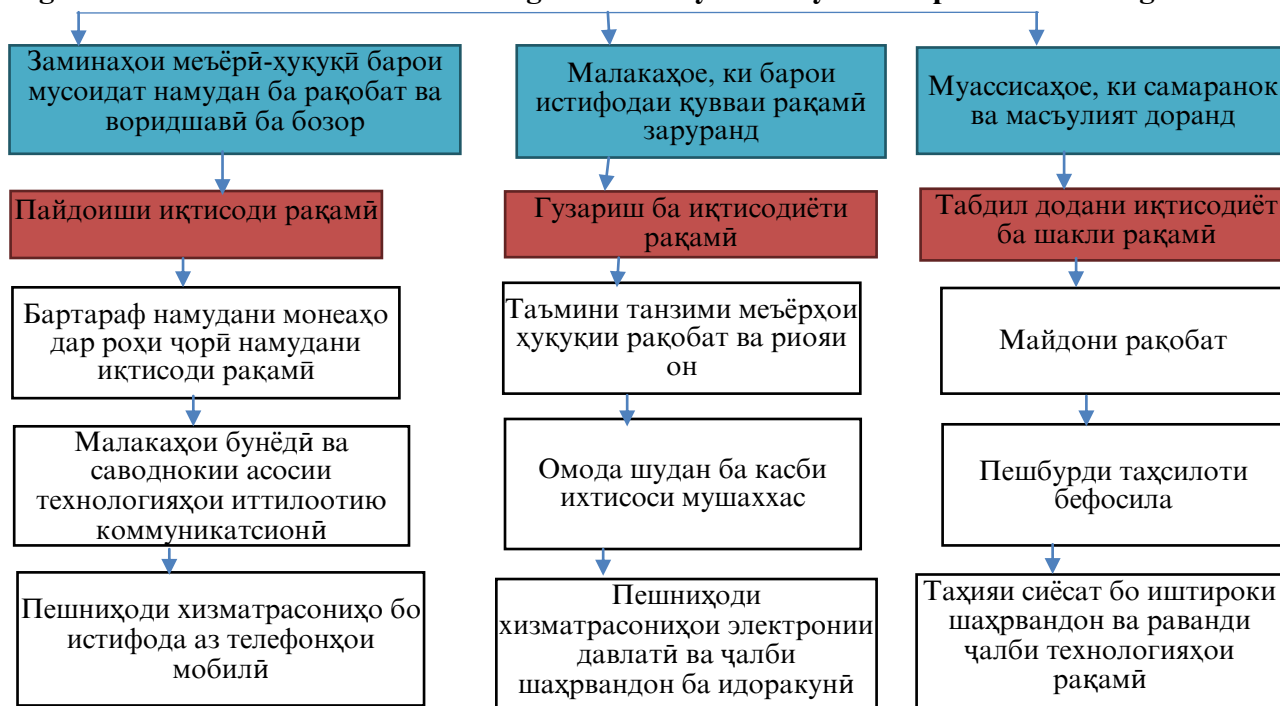 Заминаҳои меъёрӣ-ҳуқуқӣ барои
мусоидат намудан ба рақобат ва
воридшавӣ ба бозор
Малакаҳое, ки барои
истифодаи қувваи рақамӣ
заруранд
Муассисаҳое, ки самаранок
ва масъулият доранд
Пайдоиши иқтисоди рақамӣ
Гузариш ба иқтисодиёти
рақамӣ
Табдил додани иқтисодиёт
ба шакли рақамӣ
Бартараф намудани монеаҳо
дар роҳи ҷорӣ намудани
иқтисоди рақамӣ
Таъмини танзими меъёрҳои
ҳуқуқии рақобат ва риояи
он
Майдони рақобат
Малакаҳои бунёдӣ ва
саводнокии асосии
технологияҳои иттилоотию
коммуникатсионӣ
Омода шудан ба касби
ихтисоси мушаххас
Пешбурди таҳсилоти
бефосила
Пешниҳоди хизматрасониҳо бо
истифода аз телефонҳои
мобилӣ
Пешниҳоди
хизматрасониҳои электронии
давлатӣ ва ҷалби
шаҳрвандон ба идоракунӣ
Таҳияи сиёсат бо иштироки
шаҳрвандон ва раванди
ҷалби технологияҳои
рақамӣ